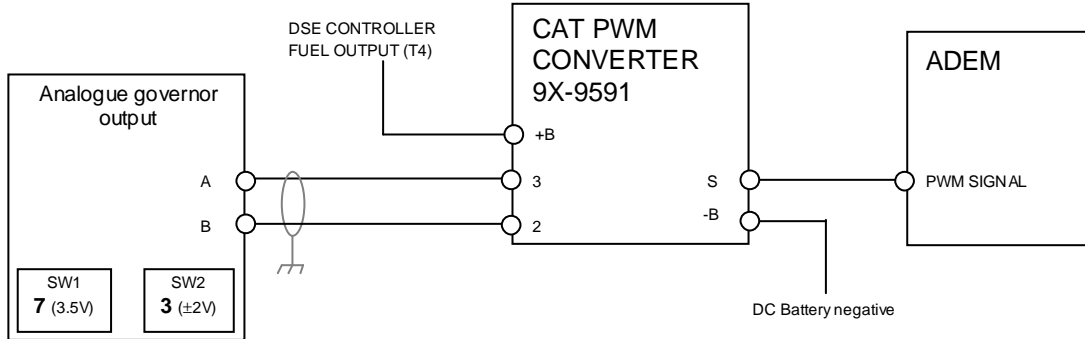 DSE CONTROLLER
FUEL OUTPUT (T4)
CAT PWM
CONVERTER
9X-9591
ADEM
Analogue governor
output
+B
A
3
S
PWM SIGNAL
B
2
-B
SW1
7 (3.5V)
SW2
3 (±2V)
DC Battery negative